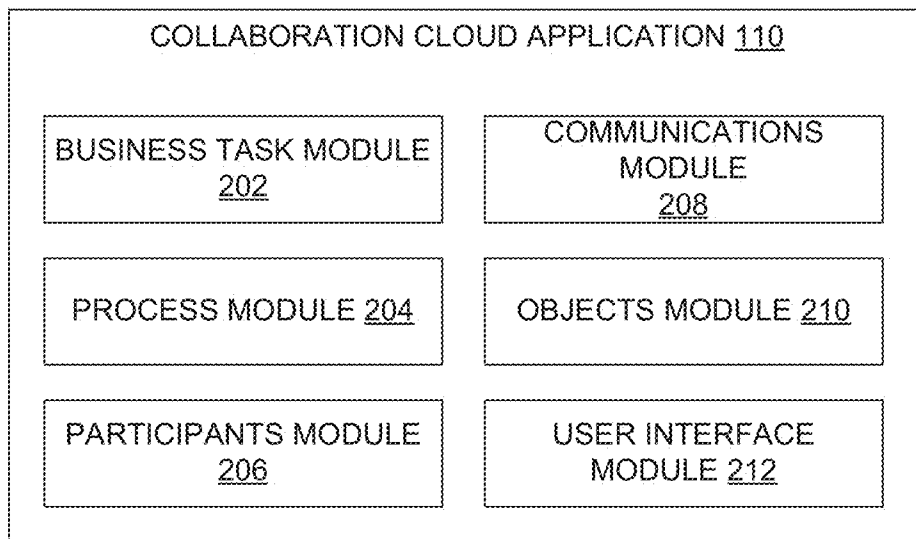 COLLABORATION CLOUD APPLICATION 110
BUSINESS TASK MODULE
202
COMMUNICATIONS
MODULE
208
PROCESS MODULE 204
OBJECTS MODULE 210
PARTICIPANTS MODULE
206
USER INTERFACE
MODULE 212